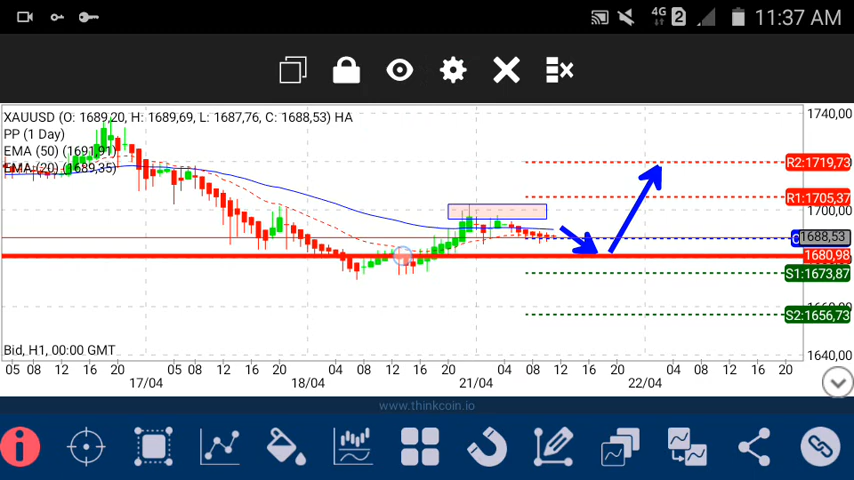 4G 2 11:37 AM
XAUUSD (O: 1689,20, H: 1689,69, L: 1687,76, C: 1688,53) HA
PP (1 Day)
EMA (50) (1691,91)
EMA (20) (1689,35)
1740,00
R2:1719,73
R1:1705,37
1700,00
1688,53
1680,98
S1:1673,87
1660,00
S2:1656,73
1640,00
Bid, H1, 00:00 GMT
05 08 12 16 20 05 08 12 16 20 04 08 12 16 20 04 08 12 16 20 04 08 12 16 20
17/04 18/04 21/04 22/04
www.thinkcoin.io